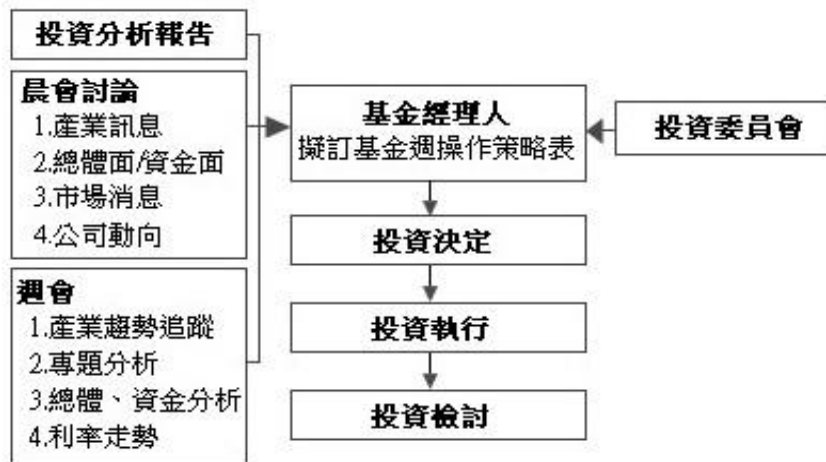 投資分析報告
晨會討論
1.產業訊息
2.總體面/資金面
3.市場消息
4.公司動向
週會
1.產業趨勢追蹤
2.專題分析
3.總體、資金分析
4.利率走勢
基金經理人
擬訂基金週操作策略表
投資委員會
投資決定
投資執行
投資檢討